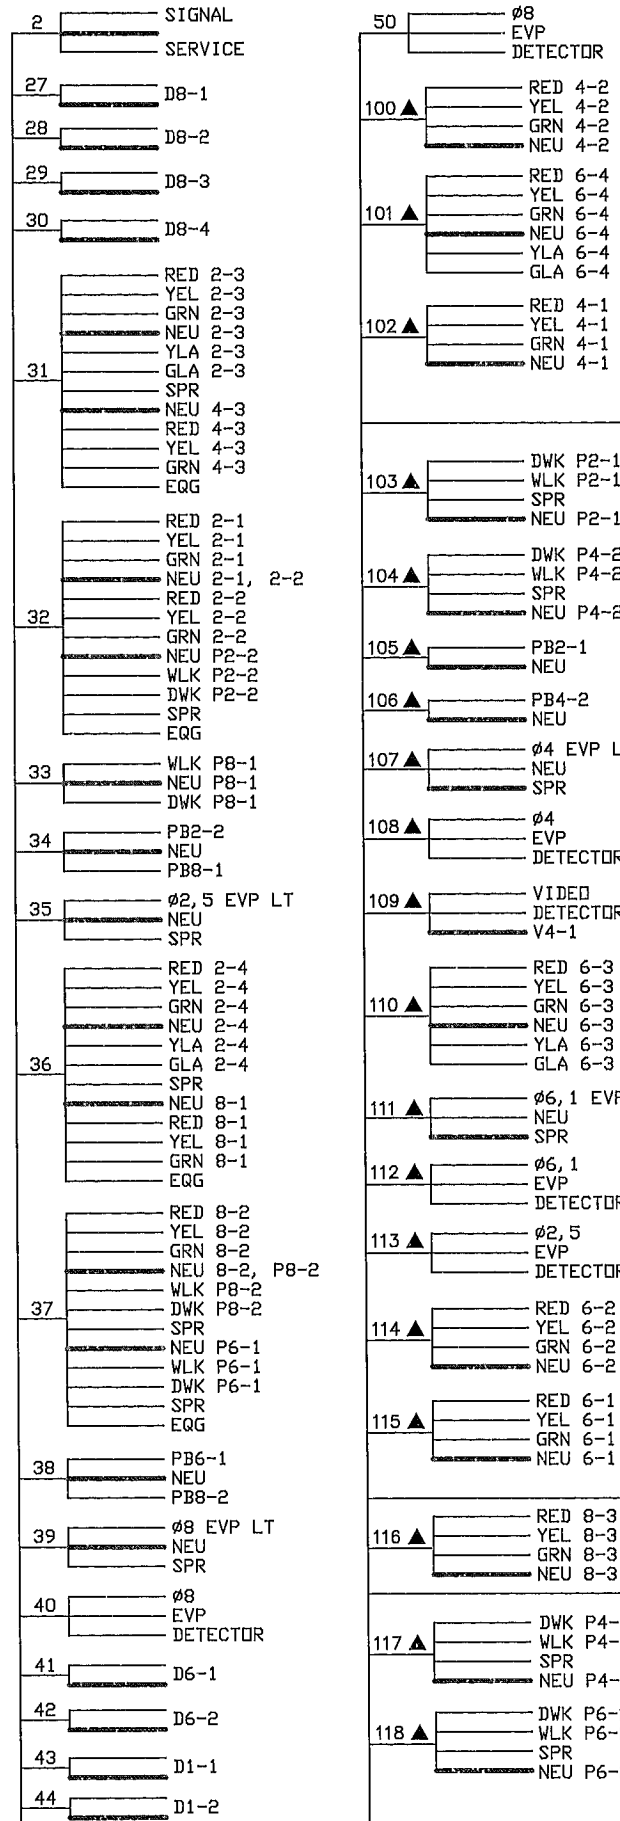 2
SIGNAL
SERVICE
27
D8-1
28
D8-2
29
D8-3
30
D8-4
31
RED 2-3
YEL 2-3
GRN 2-3
NEU 2-3
YLA 2-3
GLA 2-3
SPR
NEU 4-3
RED 4-3
YEL 4-3
GRN 4-3
EQG
32
RED 2-1
YEL 2-1
GRN 2-1
NEU 2-1, 2-2
RED 2-2
YEL 2-2
GRN 2-2
NEU P2-2
WLK P2-2
DWK P2-2
SPR
EQG
33
WLK P8-1
NEU P8-1
DWK P8-1
34
PB2-2
NEU
PB8-1
35
Ø2,5 EVP LT
NEU
SPR
36
RED 2-4
YEL 2-4
GRN 2-4
NEU 2-4
YLA 2-4
GLA 2-4
SPR
NEU 8-1
RED 8-1
YEL 8-1
GRN 8-1
EQG
37
RED 8-2
YEL 8-2
GRN 8-2
NEU 8-2, P8-2
WLK P8-2
DWK P8-2
SPR
NEU P6-1
WLK P6-1
DWK P6-1
SPR
EQG
38
PB6-1
NEU
PB8-2
39
Ø8 EVP LT
NEU
SPR
40
Ø8
EVP
DETECTOR
41
D6-1
42
D6-2
43
D1-1
44
D1-2
50
Ø8
EVP
DETECTOR
100 ▲
RED 4-2
YEL 4-2
GRN 4-2
NEU 4-2
101 ▲
RED 6-4
YEL 6-4
GRN 6-4
NEU 6-4
YLA 6-4
GLA 6-4
102 ▲
RED 4-1
YEL 4-1
GRN 4-1
NEU 4-1
103 ▲
DWK P2-1
WLK P2-1
SPR
NEU P2-1
104 ▲
DWK P4-2
WLK P4-2
SPR
NEU P4-2
105 ▲
PB2-1
NEU
106 ▲
PB4-2
NEU
107 ▲
Ø4 EVP L
NEU
SPR
108 ▲
Ø4
EVP
DETECTOR
109 ▲
VIDEO
DETECTOR
V4-1
110 ▲
RED 6-3
YEL 6-3
GRN 6-3
NEU 6-3
YLA 6-3
GLA 6-3
111 ▲
Ø6,1 EVP
NEU
SPR
112 ▲
Ø6,1
EVP
DETECTOR
113 ▲
Ø2,5
EVP
DETECTOR
114 ▲
RED 6-2
YEL 6-2
GRN 6-2
NEU 6-2
115 ▲
RED 6-1
YEL 6-1
GRN 6-1
NEU 6-1
116 ▲
RED 8-3
YEL 8-3
GRN 8-3
NEU 8-3
117 ▲
DWK P4-
WLK P4-
SPR
NEU P4-
118 ▲
DWK P6-
WLK P6-
SPR
NEU P6-